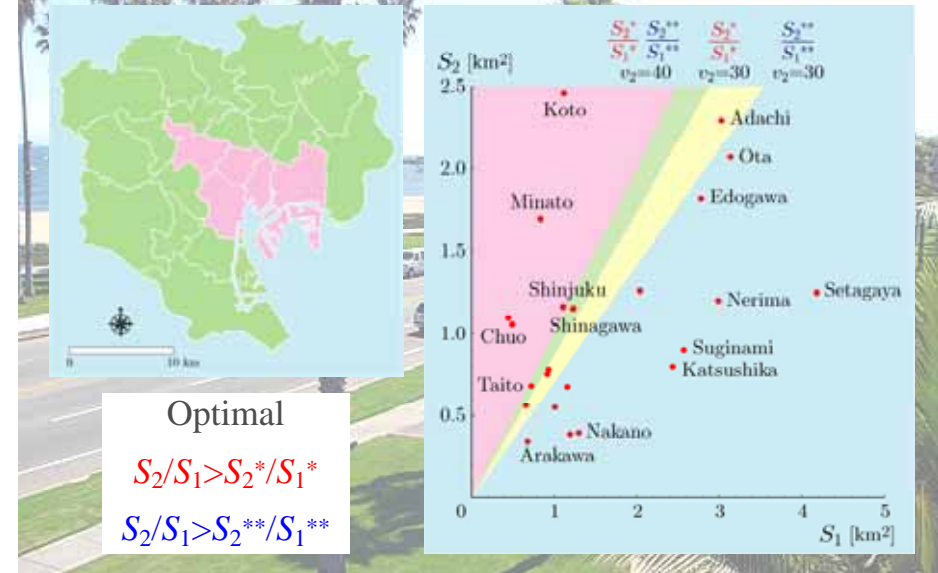 0 10 km
Optimal
S₂/S₁>S₂*/S₁*
S₂/S₁>S₂**/S₁**
S₂*/S₁* S₂**/S₁** S₂*/S₁* S₂**/S₁**
v₂=40 v₂=30 v₂=30
S₂ [km²]
2.5
Koto
Adachi
2.0
Ota
Minato
Edogawa
1.5
Shinjuku
Nerima
Setagaya
Shinagawa
1.0
Chuo
Suginami
Katsushika
Taito
0.5
Nakano
Arakawa
0 1 2 3 4 5
S₁ [km²]